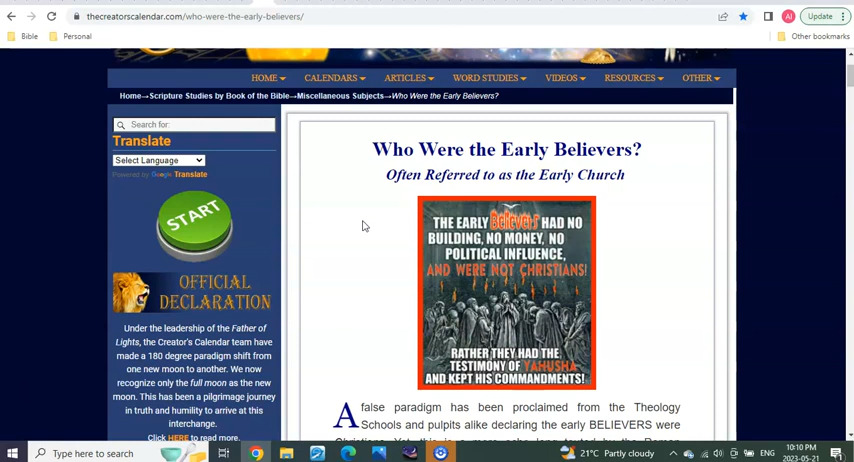 thecreatorscalendar.com/who-were-the-early-believers/
AI
Update
Bible
Personal
Other bookmarks
HOME CALENDARS ARTICLES WORD STUDIES VIDEOS RESOURCES OTHER
Home→Scripture Studies by Book of the Bible→Miscellaneous Subjects→Who Were the Early Believers?
Search for:
Translate
Select Language
Powered by Google Translate
START
OFFICIAL
DECLARATION
Under the leadership of the Father of
Lights, the Creator's Calendar team have
made a 180 degree paradigm shift from
one new moon to another. We now
recognize only the full moon as the new
moon. This has been a pilgrimage journey
in truth and humility to arrive at this
interchange.
Click HERE to read more.
Who Were the Early Believers?
Often Referred to as the Early Church
THE EARLY Believers HAD NO
BUILDING, NO MONEY, NO
POLITICAL INFLUENCE,
AND WERE NOT CHRISTIANS!
RATHER THEY HAD THE
TESTIMONY OF YAHUSHA
AND KEPT HIS COMMANDMENTS!
A false paradigm has been proclaimed from the Theology
Schools and pulpits alike declaring the early BELIEVERS were
Type here to search
21°C Partly cloudy
ENG
10:10 PM
2023-05-21